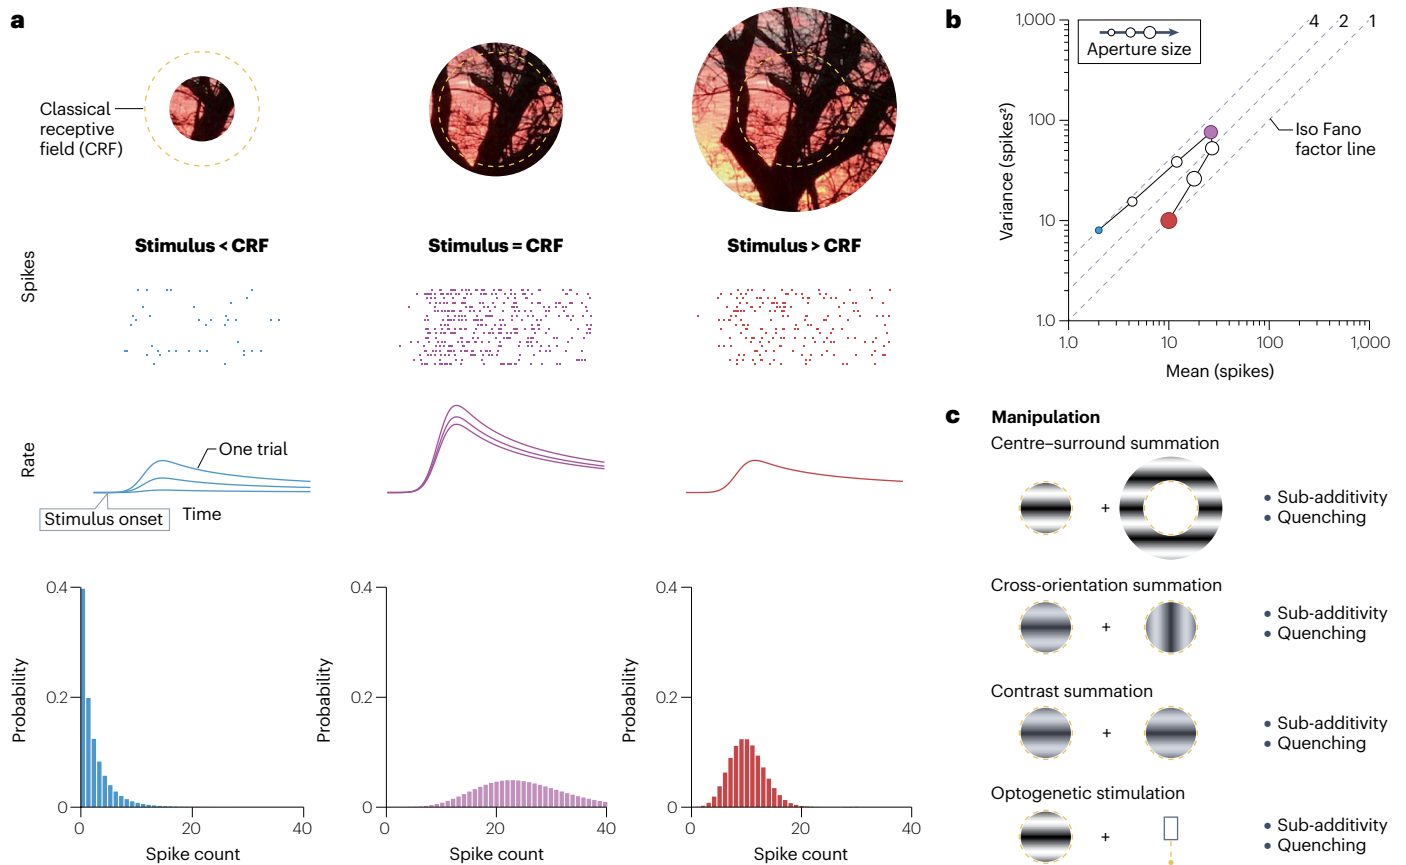 a
Classical
receptive
field (CRF)
Stimulus < CRF
Stimulus = CRF
Stimulus > CRF
Spikes
Rate
One trial
Stimulus onset
Time
Probability
0.4
0.2
0
0
20
40
Spike count
Probability
0.4
0.2
0
0
20
40
Spike count
Probability
0.4
0.2
0
0
20
40
Spike count
b
Aperture size
4
2
1
Iso Fano
factor line
Variance (spikes²)
1,000
100
10
1.0
1.0
10
100
1,000
Mean (spikes)
c
Manipulation
Centre–surround summation
+
• Sub-additivity
• Quenching
Cross-orientation summation
+
• Sub-additivity
• Quenching
Contrast summation
+
• Sub-additivity
• Quenching
Optogenetic stimulation
+
• Sub-additivity
• Quenching